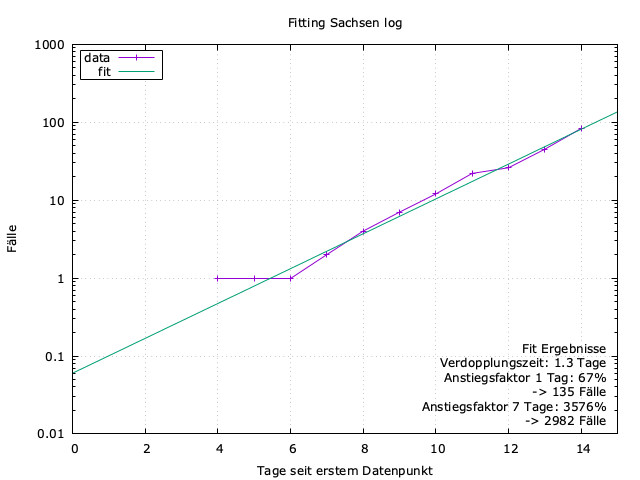 Fitting Sachsen log
1000
100
10
1
0.1
0.01
Fälle
data
fit
Fit Ergebnisse
Verdopplungszeit: 1.3 Tage
Anstiegsfaktor 1 Tag: 67%
-> 135 Fälle
Anstiegsfaktor 7 Tage: 3576%
-> 2982 Fälle
0 2 4 6 8 10 12 14
Tage seit erstem Datenpunkt